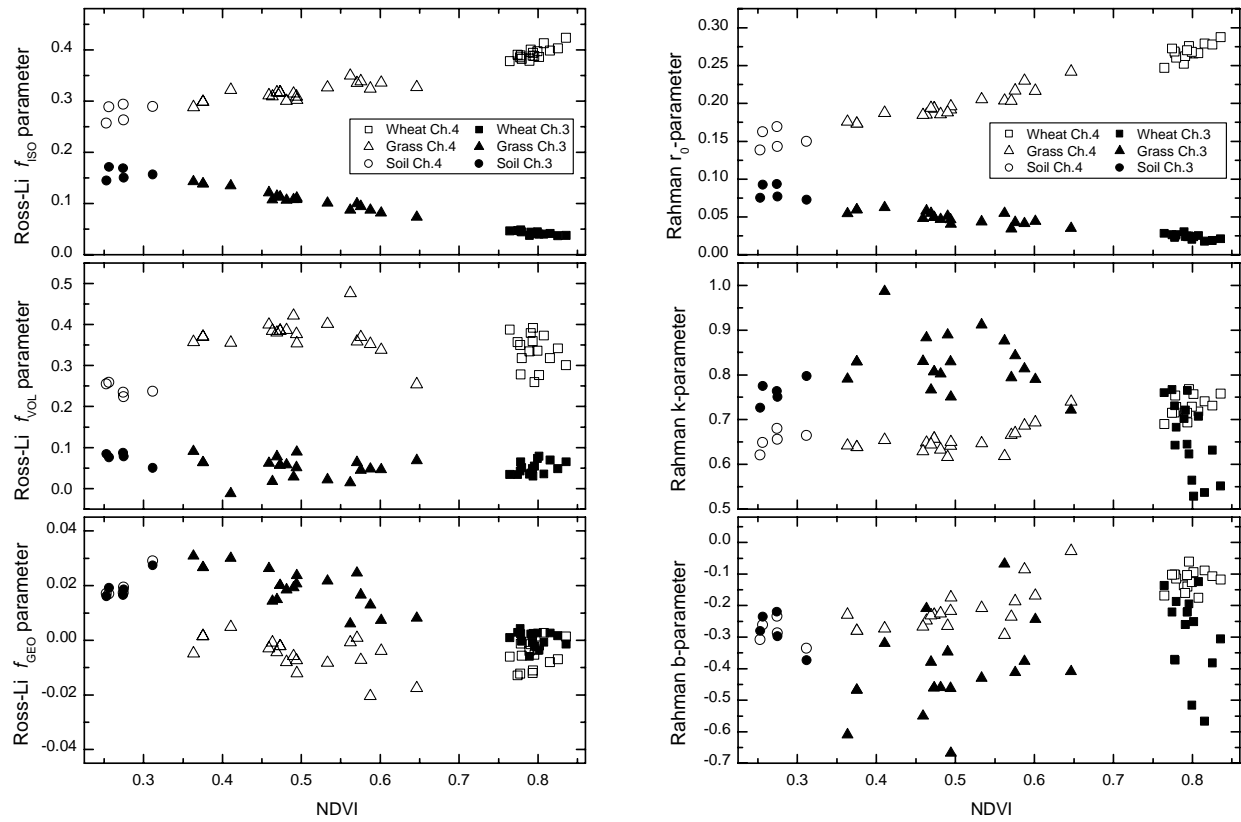 Ross-Li fISO parameter
0.4
0.3
0.2
0.1
0.0
Wheat Ch.4
Wheat Ch.3
Grass Ch.4
Grass Ch.3
Soil Ch.4
Soil Ch.3
Ross-Li fVOL parameter
0.5
0.4
0.3
0.2
0.1
0.0
Ross-Li fGEO parameter
0.04
0.02
0.00
-0.02
-0.04
0.3 0.4 0.5 0.6 0.7 0.8
NDVI
Rahman r0-parameter
0.30
0.25
0.20
0.15
0.10
0.05
0.00
Wheat Ch.4
Wheat Ch.3
Grass Ch.4
Grass Ch.3
Soil Ch.4
Soil Ch.3
Rahman k-parameter
1.0
0.9
0.8
0.7
0.6
0.5
Rahman b-parameter
-0.0
-0.1
-0.2
-0.3
-0.4
-0.5
-0.6
-0.7
0.3 0.4 0.5 0.6 0.7 0.8
NDVI